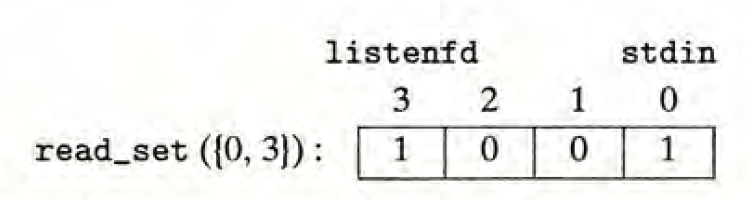 listenfd stdin
3 2 1 0
read_set ({0, 3}) : 1 0 0 1